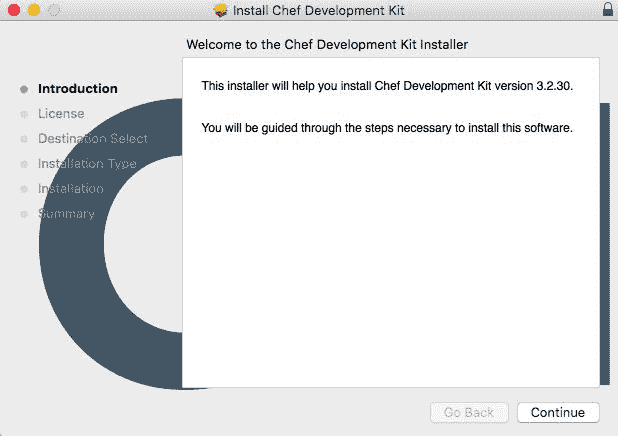 Install Chef Development Kit
Welcome to the Chef Development Kit Installer
Introduction
License
Destination Select
Installation Type
Installation
Summary
This installer will help you install Chef Development Kit version 3.2.30.
You will be guided through the steps necessary to install this software.
Go Back
Continue